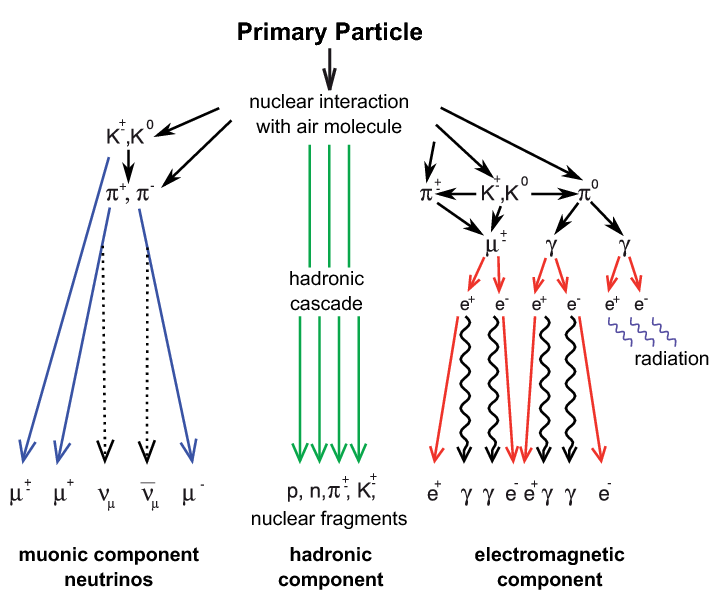 Primary Particle
nuclear interaction
with air molecule
K±,K⁰
π⁺, π⁻
π±
K±,K⁰
π⁰
μ±
γ
γ
hadronic
cascade
e⁺ e⁻ e⁺ e⁻ e⁺ e⁻
radiation
μ± μ⁺ νμ ν̄μ μ⁻
p, n,π±, K±,
nuclear fragments
e⁺ γ γ e⁻ e⁺ γ γ e⁻
muonic component
neutrinos
hadronic
component
electromagnetic
component